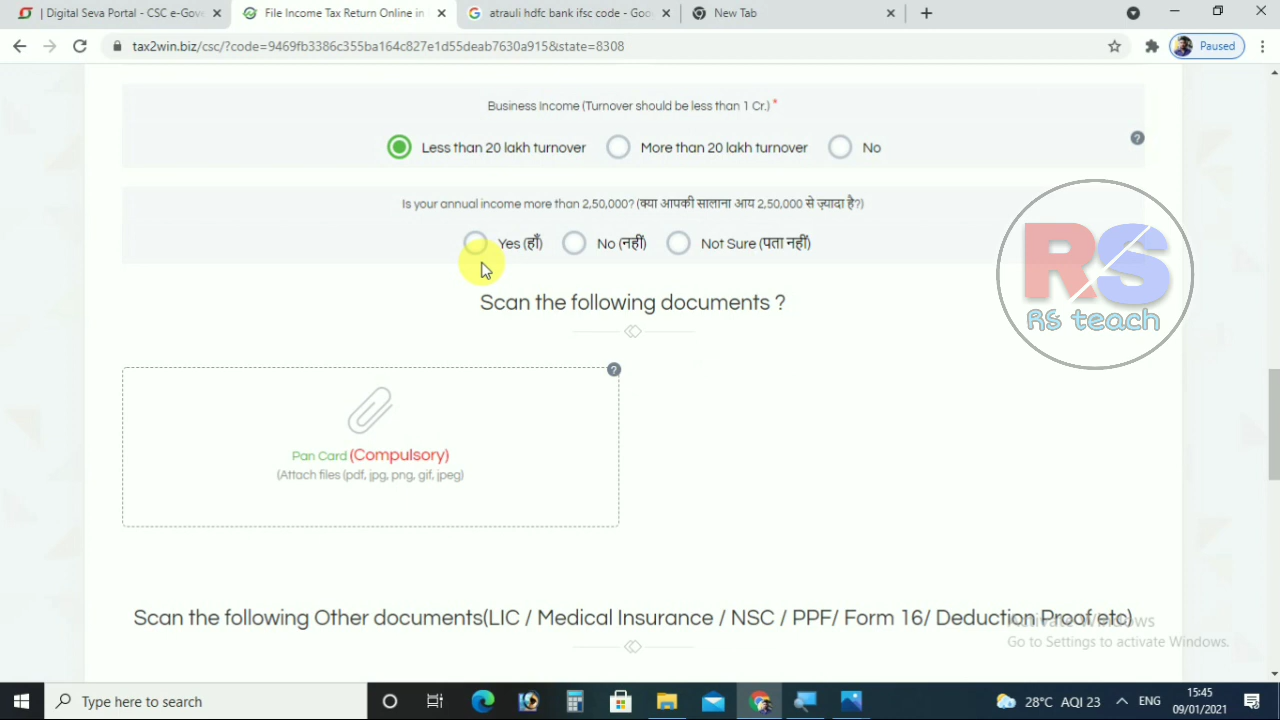 Digital Seva Portal - CSC e-Gove
File Income Tax Return Online in
atrauli hdfc bank ifsc code - Goo
New Tab
tax2win.biz/csc/?code=9469fb3386c355ba164c827e1d55deab7630a915&state=8308
Paused
Business Income (Turnover should be less than 1 Cr.) *
Less than 20 lakh turnover
More than 20 lakh turnover
No
?
Is your annual income more than 2,50,000? (क्या आपकी सालाना आय 2,50,000 से ज़्यादा है?)
Yes (हाँ)
No (नहीं)
Not Sure (पता नहीं)
RS
RS teach
Scan the following documents ?
?
Pan Card (Compulsory)
(Attach files (pdf, jpg, png, gif, jpeg)
Scan the following Other documents(LIC / Medical Insurance / NSC / PPF/ Form 16/ Deduction Proof etc)
Activate Windows
Go to Settings to activate Windows.
Type here to search
28°C AQI 23
ENG
15:45
09/01/2021